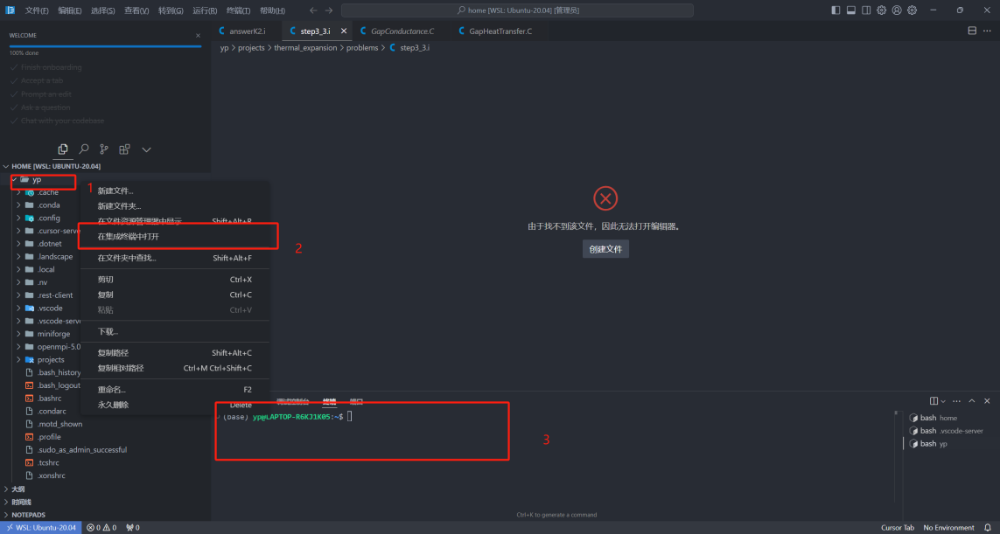 文件(F) 编辑(E) 选择(S) 查看(V) 转到(G) 运行(R) 终端(T) 帮助(H)
home [WSL: Ubuntu-20.04] [管理员]
WELCOME
100% done
Finish onboarding
Accept a tab
Prompt an edit
Ask a question
Chat with your codebase
answerK2.i
step3_3.i
GapConductance.C
GapHeatTransfer.C
yp > projects > thermal_expansion > problems > step3_3.i
HOME [WSL: UBUNTU-20.04]
yp
.cache
.conda
.config
.cursor-serve
.dotnet
.landscape
.local
.nv
.rest-client
.vscode
.vscode-serve
miniforge
openmpi-5.0
projects
.bash_history
.bash_logout
.bashrc
.condarc
.motd_shown
.profile
.sudo_as_admin_successful
.tcshrc
.xonshrc
大纲
时间线
NOTEPADS
1
新建文件...
新建文件夹...
在文件资源管理器中显示 Shift+Alt+R
在集成终端中打开
2
在文件夹中查找... Shift+Alt+F
剪切 Ctrl+X
复制 Ctrl+C
粘贴 Ctrl+V
下载...
复制路径 Shift+Alt+C
复制相对路径 Ctrl+M Ctrl+Shift+C
重命名... F2
永久删除 Delete
由于找不到该文件，因此无法打开编辑器。
创建文件
调试控制台 终端 端口
(base) yp@LAPTOP-R6KJ1K05:~$
3
bash home
bash .vscode-server
bash yp
Ctrl+K to generate a command
WSL: Ubuntu-20.04
0 0 0
Cursor Tab No Environment